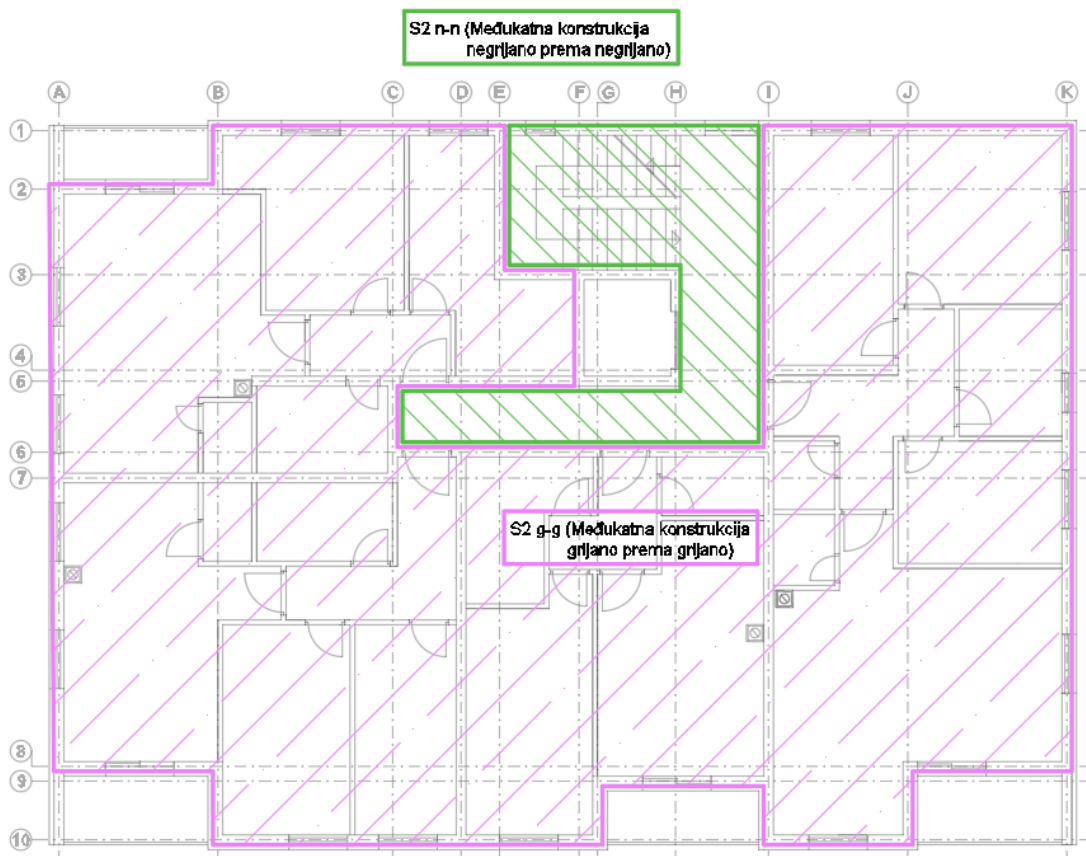 S2 n-n (Međukatna konstrukcija
negrijano prema negrijano)
A B C D E F G H I J K
1
2
3
4
5
6
7
S2 g-g (Međukatna konstrukcija
grijano prema grijano)
8
9
10